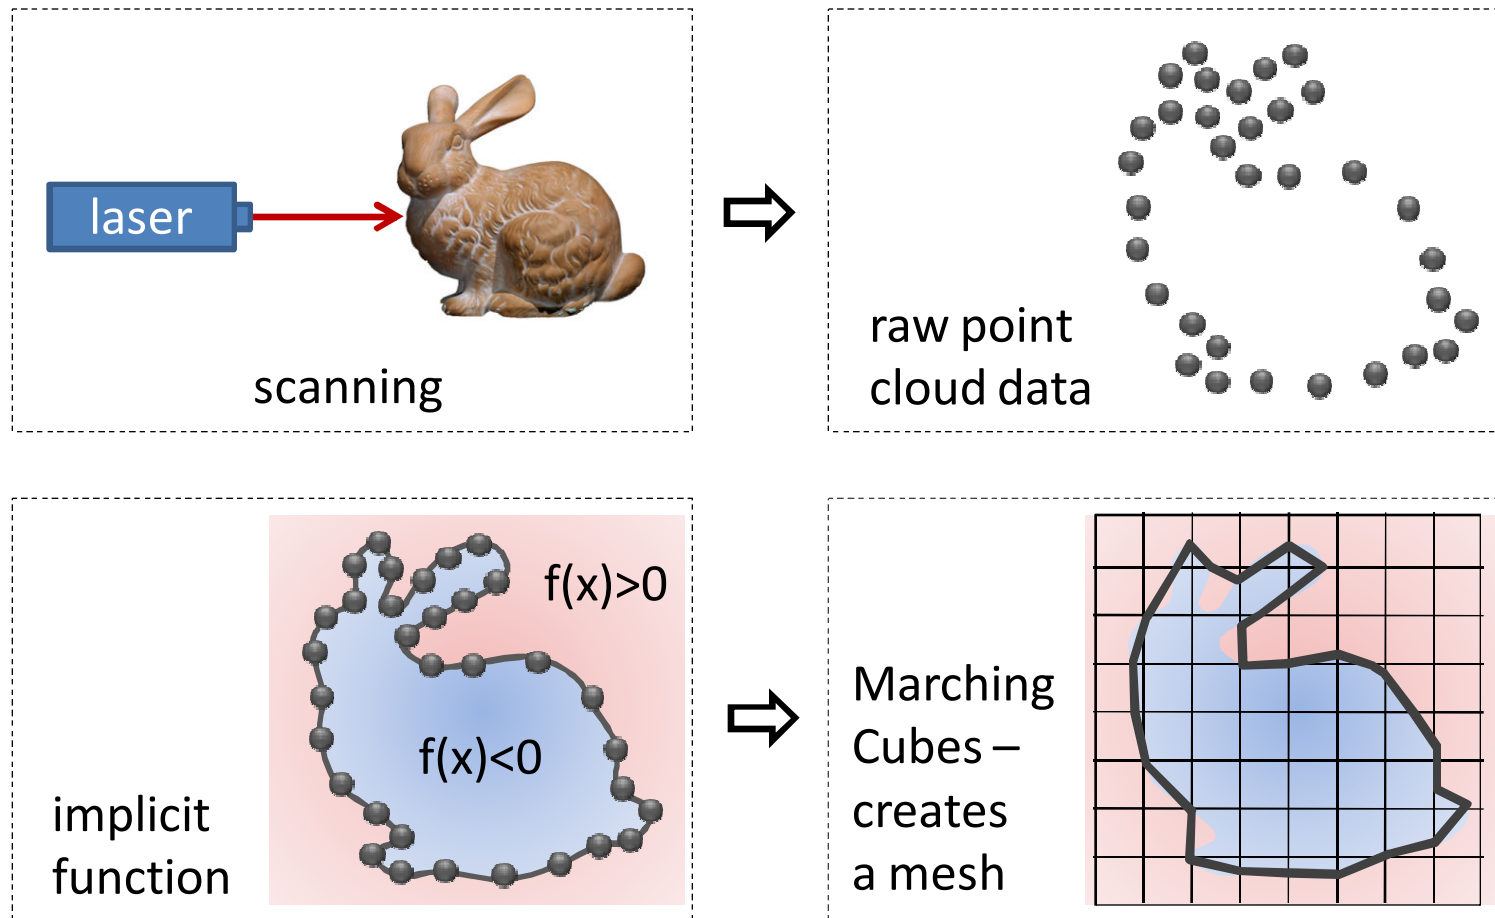 laser
scanning
raw point
cloud data
f(x)>0
f(x)<0
implicit
function
Marching
Cubes –
creates
a mesh